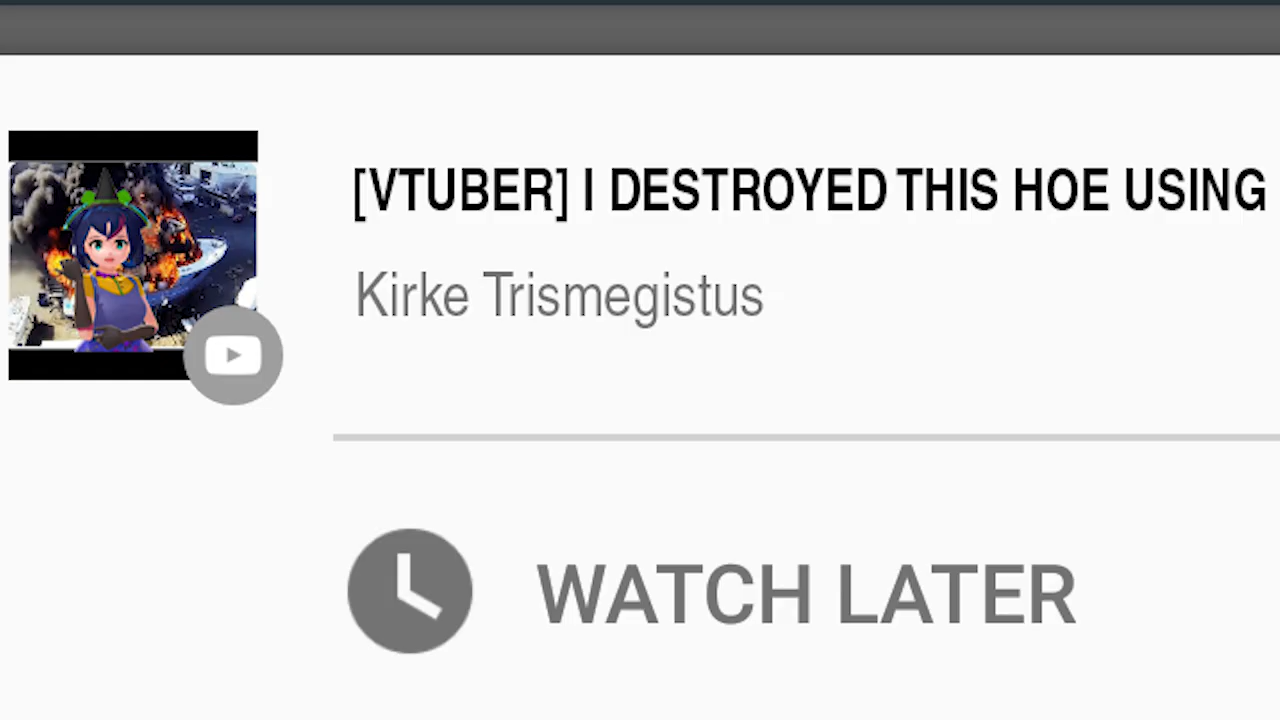 [VTUBER] I DESTROYED THIS HOE USING
Kirke Trismegistus
WATCH LATER